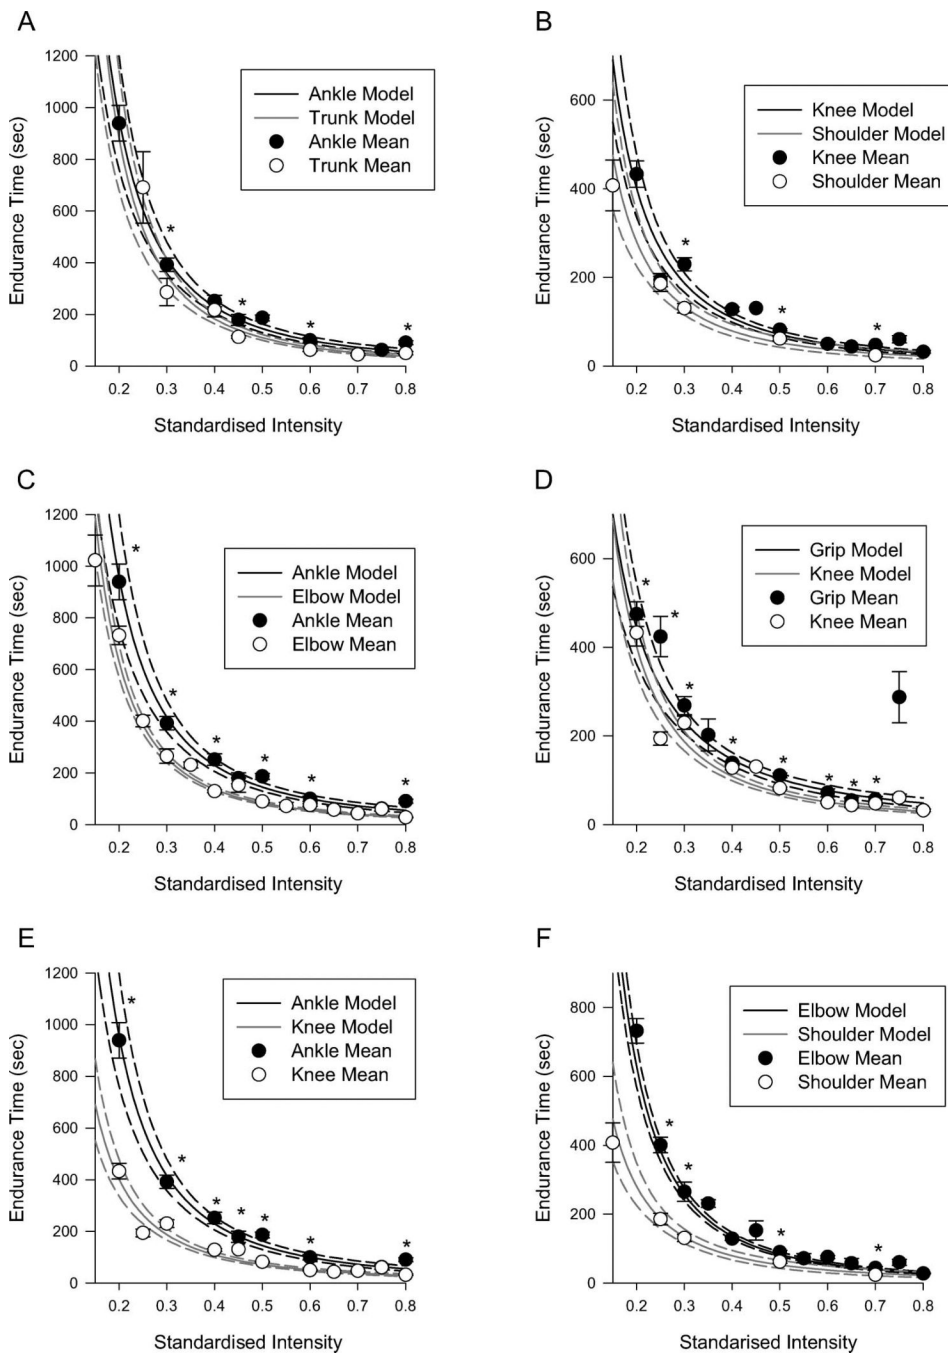 A
1200
1000
800
600
400
200
0
Endurance Time (sec)
Ankle Model
Trunk Model
Ankle Mean
Trunk Mean
*
*
*
*
0.2 0.3 0.4 0.5 0.6 0.7 0.8
Standardised Intensity
B
600
400
200
0
Endurance Time (sec)
Knee Model
Shoulder Model
Knee Mean
Shoulder Mean
*
*
*
0.2 0.3 0.4 0.5 0.6 0.7 0.8
Standardised Intensity
C
1200
1000
800
600
400
200
0
Endurance Time (sec)
Ankle Model
Elbow Model
Ankle Mean
Elbow Mean
*
*
*
*
*
*
0.2 0.3 0.4 0.5 0.6 0.7 0.8
Standardised Intensity
D
600
400
200
0
Endurance Time (sec)
Grip Model
Knee Model
Grip Mean
Knee Mean
*
*
*
*
*
*
*
*
0.2 0.3 0.4 0.5 0.6 0.7 0.8
Standardised Intensity
E
1200
1000
800
600
400
200
0
Endurance Time (sec)
Ankle Model
Knee Model
Ankle Mean
Knee Mean
*
*
*
*
*
*
*
0.2 0.3 0.4 0.5 0.6 0.7 0.8
Standardised Intensity
F
800
600
400
200
0
Endurance Time (sec)
Elbow Model
Shoulder Model
Elbow Mean
Shoulder Mean
*
*
*
*
0.2 0.3 0.4 0.5 0.6 0.7 0.8
Standarised Intensity